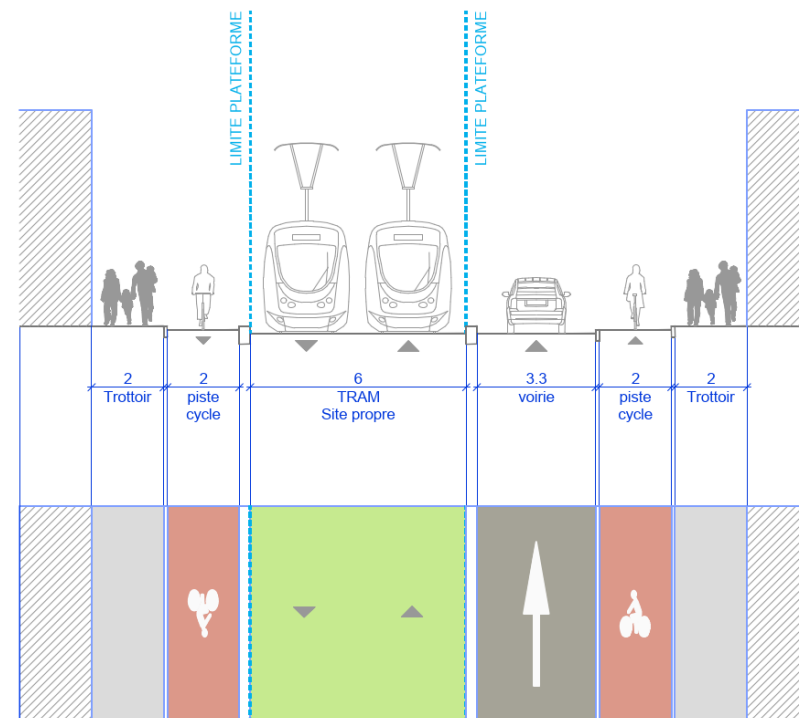 LIMITE PLATEFORME
LIMITE PLATEFORME
2
Trottoir
2
piste
cycle
6
TRAM
Site propre
3.3
voirie
2
piste
cycle
2
Trottoir